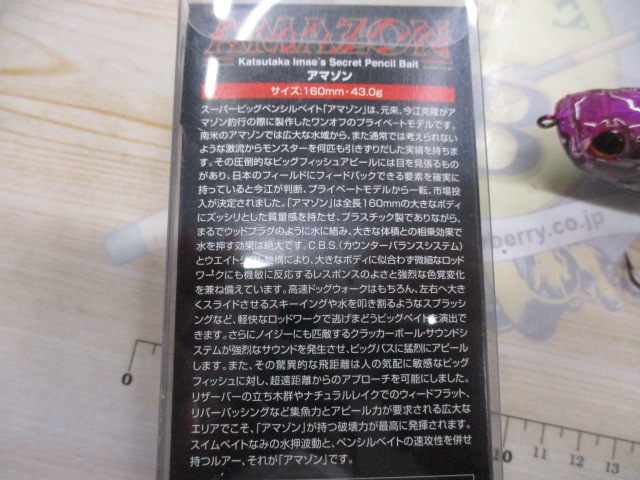 AMAZON
Katsutaka Imae's Secret Pencil Bait
アマゾン
サイズ:160mm・43.0g
スーパービッグペンシルベイト「アマゾン」は、元来、今江克隆がア
マゾン釣行の際に製作したワンオフのプライベートモデルです。
南米のアマゾンでは広大な水域から、また通常では考えられない
ような激流からモンスターを何匹も引きずりだした実績を持ちま
す。その圧倒的なビッグフィッシュアピールには目を見張るもの
があり、日本のフィールドにフィードバックできる要素を確実に
持っていると今江が判断、プライベートモデルから一転、市場投
入が決定されました。「アマゾン」は全長160mmの大きなボディ
にズッシリとした質量感を持たせ、プラスチック製でありながら、
まるでウッドプラグのように水に絡み、大きな体積との相乗効果で
水を押す効果は絶大です。C.B.S.(カウンターバランスシステム)
とウエイト 機構により、大きなボディに似合わず微細なロッド
ワークにも機敏に反応するレスポンスのよさと強烈な色覚変化
を兼ね備えています。高速ドッグウォークはもちろん、左右へ大き
くスライドさせるスキーイングや水を叩き割るようなスプラッシ
ングなど、軽快なロッドワークで逃げまどうビッグベイトを演出で
きます。さらにノイジーにも匹敵するクラッカーボール・サウンドシ
ステムが強烈なサウンドを発生させ、ビッグバスに猛烈にアピール
します。また、その驚異的な飛距離は人の気配に敏感なビッグ
フィッシュに対し、超遠距離からのアプローチを可能にしました。
リザーバーの立ち木群やナチュラルレイクでのウィードフラット、
リバーバッシングなど集魚力とアピール力が要求される広大な
エリアでこそ、「アマゾン」が持つ破壊力が最高に発揮されます。
スイムベイトなみの水押波動と、ペンシルベイトの速攻性を併せ
持つルアー、それが「アマゾン」です。
berry
berry.co.jp
0
10 11 12 13